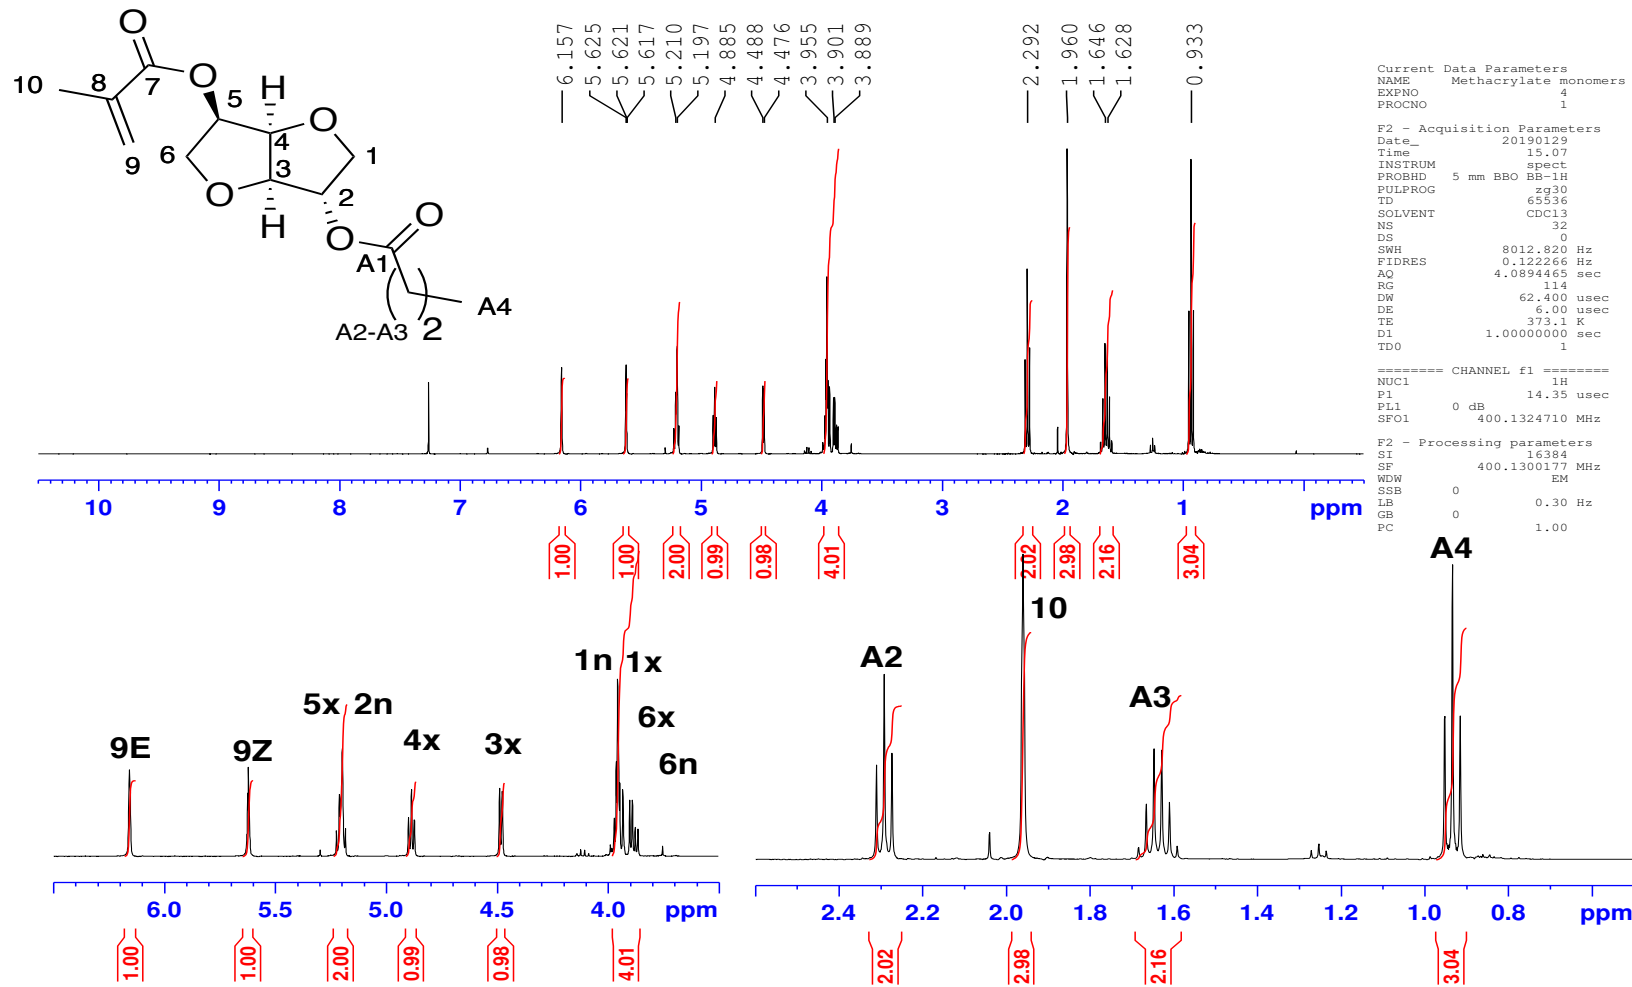 6.157
5.625
5.621
5.617
5.210
5.197
4.885
4.488
4.476
3.955
3.901
3.889
2.292
1.960
1.646
1.628
0.933
O
10
8
7
O
5
H
O
9
6
4
3
1
O
H
2
O
O
A1
A2-A3
2
A4
Current Data Parameters
NAME Methacrylate monomers
EXPNO 4
PROCNO 1
F2 - Acquisition Parameters
Date_ 20190129
Time 15.07
INSTRUM spect
PROBHD 5 mm BBO BB-1H
PULPROG zg30
TD 65536
SOLVENT CDCl3
NS 32
DS 0
SWH 8012.820 Hz
FIDRES 0.122266 Hz
AQ 4.0894465 sec
RG 114
DW 62.400 usec
DE 6.00 usec
TE 373.1 K
D1 1.00000000 sec
TD0 1
======== CHANNEL f1 ========
NUC1 1H
P1 14.35 usec
PL1 0 dB
SFO1 400.1324710 MHz
F2 - Processing parameters
SI 16384
SF 400.1300177 MHz
WDW EM
SSB 0
LB 0.30 Hz
GB 0
PC 1.00
10 9 8 7 6 5 4 3 2 1 ppm
1.00 1.00 2.00 0.99 0.98 4.01 2.02 2.98 2.16 3.04
9E
9Z
5x 2n
4x
3x
1n 1x
6x
6n
6.0 5.5 5.0 4.5 4.0 ppm
1.00 1.00 2.00 0.99 0.98 4.01
A2
10
A3
A4
2.4 2.2 2.0 1.8 1.6 1.4 1.2 1.0 0.8 ppm
2.02 2.98 2.16 3.04